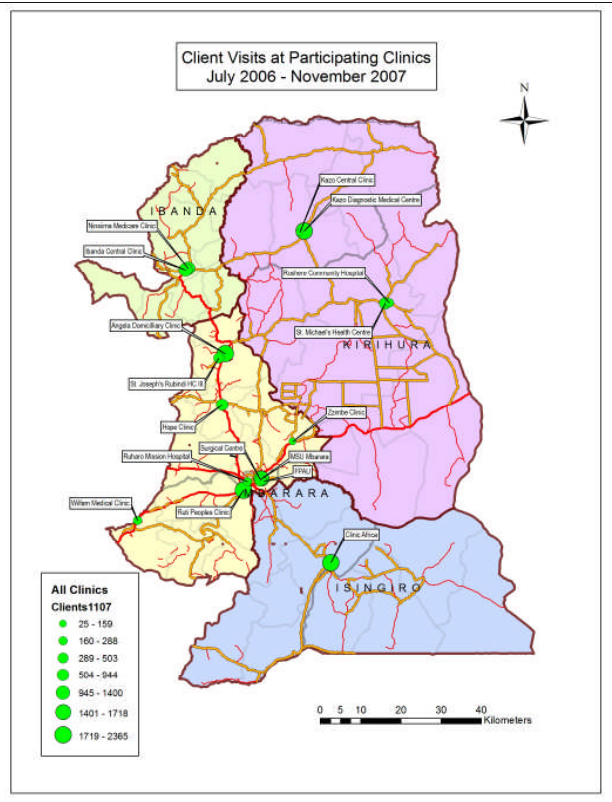 Client Visits at Participating Clinics
July 2006 - November 2007
N
Kazo Central Clinic
Kazo Diagnostic Medical Centre
IBANDA
Ninsiima Medicare Clinic
Ibanda Central Clinic
Rushere Community Hospital
Angela Domiciliary Clinic
St. Michael's Health Centre
KIRIHURA
St. Joseph's Rubindi HC III
Hope Clinic
Zzimbe Clinic
Surgical Centre
Ruharo Mission Hospital
MSU Mbarara
FPAU
MBARARA
Ruti Peoples Clinic
Clinic Africa
ISINGIRO
All Clinics
Clients1107
25 - 159
160 - 288
289 - 503
504 - 944
945 - 1400
1401 - 1718
1719 - 2365
0 5 10 20 30 40
Kilometers